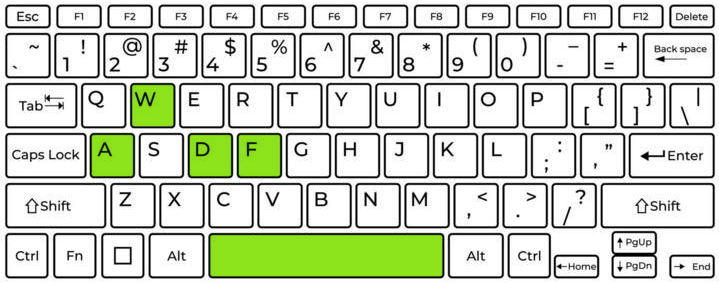 Esc F1 F2 F3 F4 F5 F6 F7 F8 F9 F10 F11 F12 Delete
~ ! @ # $ % ^ & * ( ) – + Back space
` 1 2 3 4 5 6 7 8 9 0 - =
Tab Q W E R T Y U I O P { } |
[ ] \
Caps Lock A S D F G H J K L : ” Enter
; ,
Shift Z X C V B N M < > ? Shift
, . /
Ctrl Fn Alt Alt Ctrl PgUp
Home PgDn End